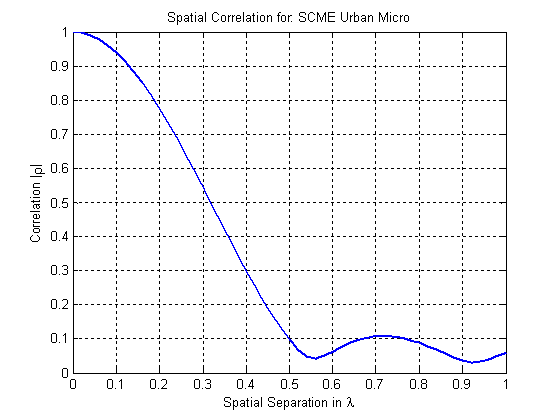 Spatial Correlation for: SCME Urban Micro
Correlation |ρ|
1
0.9
0.8
0.7
0.6
0.5
0.4
0.3
0.2
0.1
0
0 0.1 0.2 0.3 0.4 0.5 0.6 0.7 0.8 0.9 1
Spatial Separation in λ